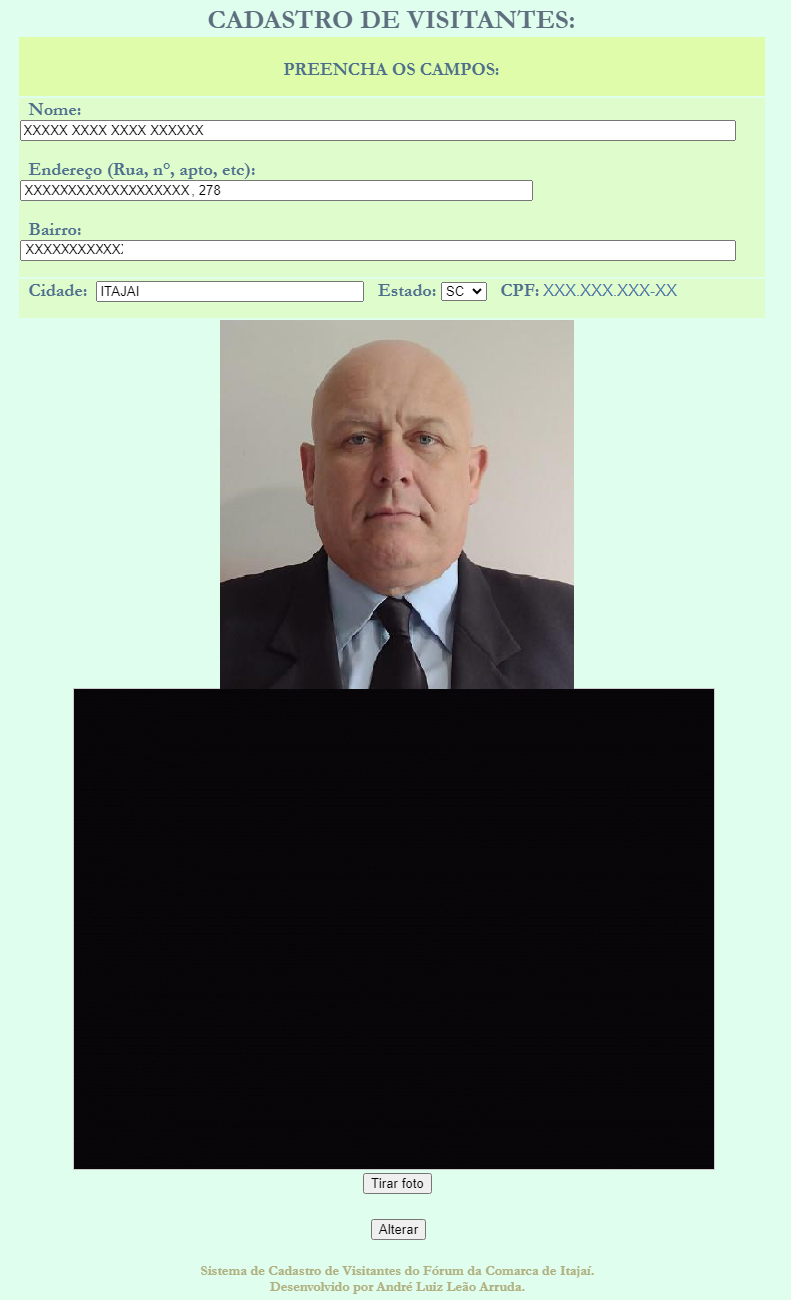 CADASTRO DE VISITANTES:
PREENCHA OS CAMPOS:
Nome:
XXXXX XXXX XXXX XXXXXX
Endereço (Rua, nº, apto, etc):
XXXXXXXXXXXXXXXXXXX, 278
Bairro:
XXXXXXXXXXXX
Cidade: ITAJAI Estado: SC CPF: XXX.XXX.XXX-XX
Tirar foto
Alterar
Sistema de Cadastro de Visitantes do Fórum da Comarca de Itajaí.
Desenvolvido por André Luiz Leão Arruda.